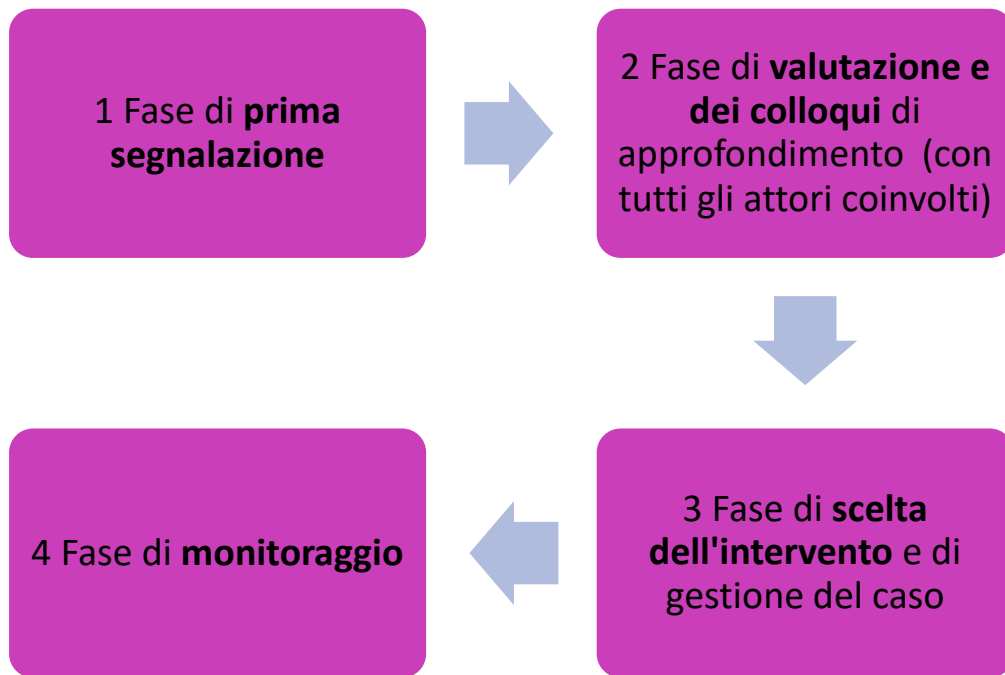 1 Fase di prima
segnalazione
2 Fase di valutazione e
dei colloqui di
approfondimento (con
tutti gli attori coinvolti)
3 Fase di scelta
dell'intervento e di
gestione del caso
4 Fase di monitoraggio